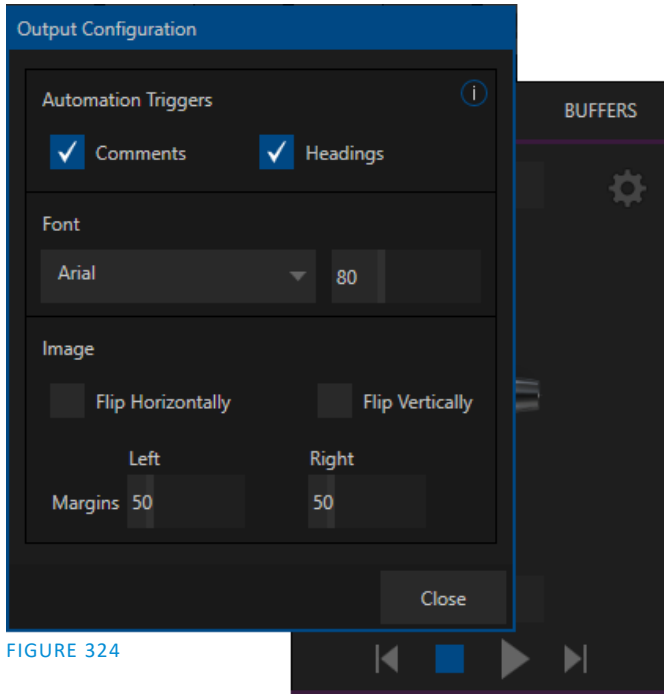 Output Configuration
Automation Triggers
i
BUFFERS
Comments
Headings
Font
Arial
80
Image
Flip Horizontally
Flip Vertically
Left
Right
Margins 50
50
Close
FIGURE 324